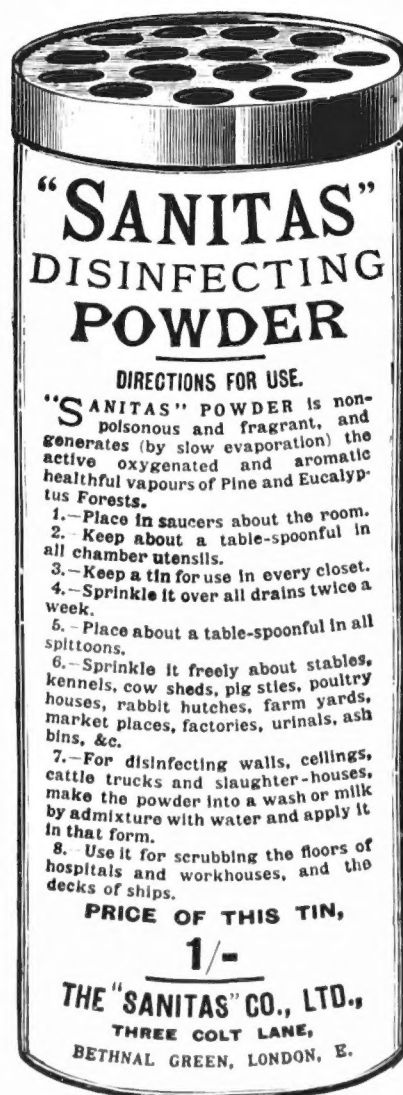 "SANITAS"
DISINFECTING
POWDER
DIRECTIONS FOR USE.
"SANITAS" POWDER is non-
poisonous and fragrant, and
generates (by slow evaporation) the
active oxygenated and aromatic
healthful vapours of Pine and Eucalyp-
tus Forests.
1.—Place in saucers about the room.
2. Keep about a table-spoonful in
all chamber utensils.
3.—Keep a tin for use in every closet.
4.—Sprinkle it over all drains twice a
week.
5.—Place about a table-spoonful in all
spittoons.
6.—Sprinkle it freely about stables,
kennels, cow sheds, pig sties, poultry
houses, rabbit hutches, farm yards,
market places, factories, urinals, ash
bins, &c.
7.—For disinfecting walls, ceilings,
cattle trucks and slaughter-houses,
make the powder into a wash or milk
by admixture with water and apply it
in that form.
8. Use it for scrubbing the floors of
hospitals and workhouses, and the
decks of ships.
PRICE OF THIS TIN,
1/-
THE "SANITAS" CO., LTD.,
THREE COLT LANE,
BETHNAL GREEN, LONDON, E.